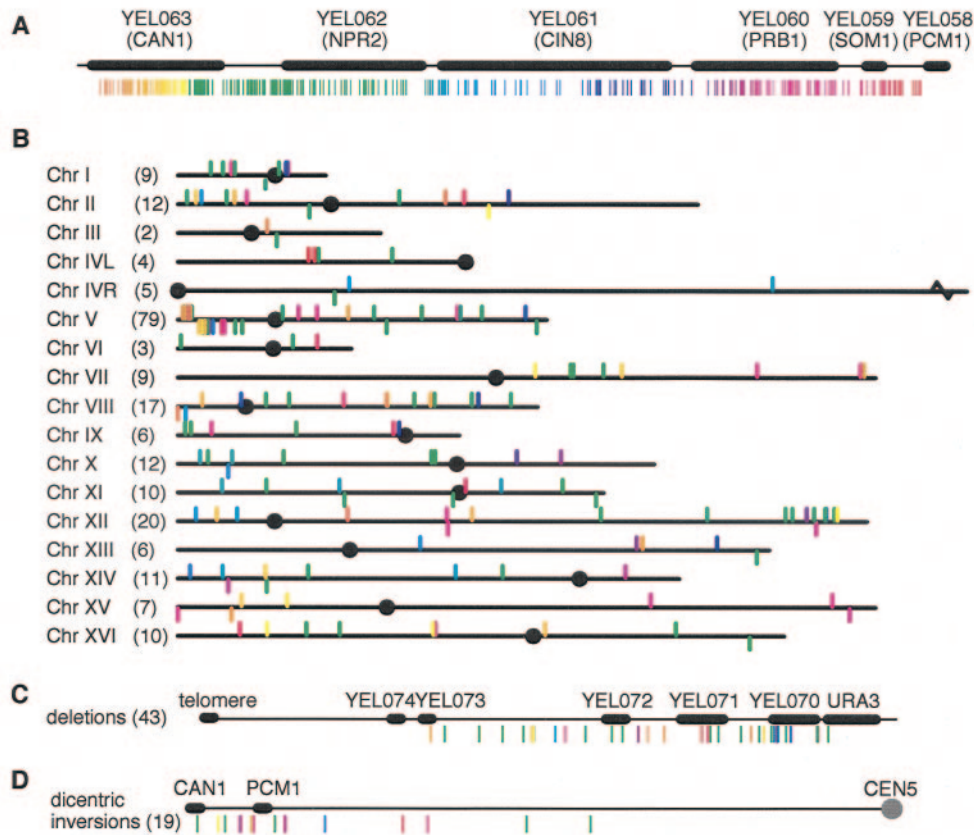 A
YEL063 YEL062 YEL061 YEL060 YEL059 YEL058
(CAN1) (NPR2) (CIN8) (PRB1) (SOM1) (PCM1)
B
Chr I (9)
Chr II (12)
Chr III (2)
Chr IVL (4)
Chr IVR (5)
Chr V (79)
Chr VI (3)
Chr VII (9)
Chr VIII (17)
Chr IX (6)
Chr X (12)
Chr XI (10)
Chr XII (20)
Chr XIII (6)
Chr XIV (11)
Chr XV (7)
Chr XVI (10)
C
telomere YEL074 YEL073 YEL072 YEL071 YEL070 URA3
deletions (43)
D
CAN1 PCM1 CEN5
dicentric
inversions (19)